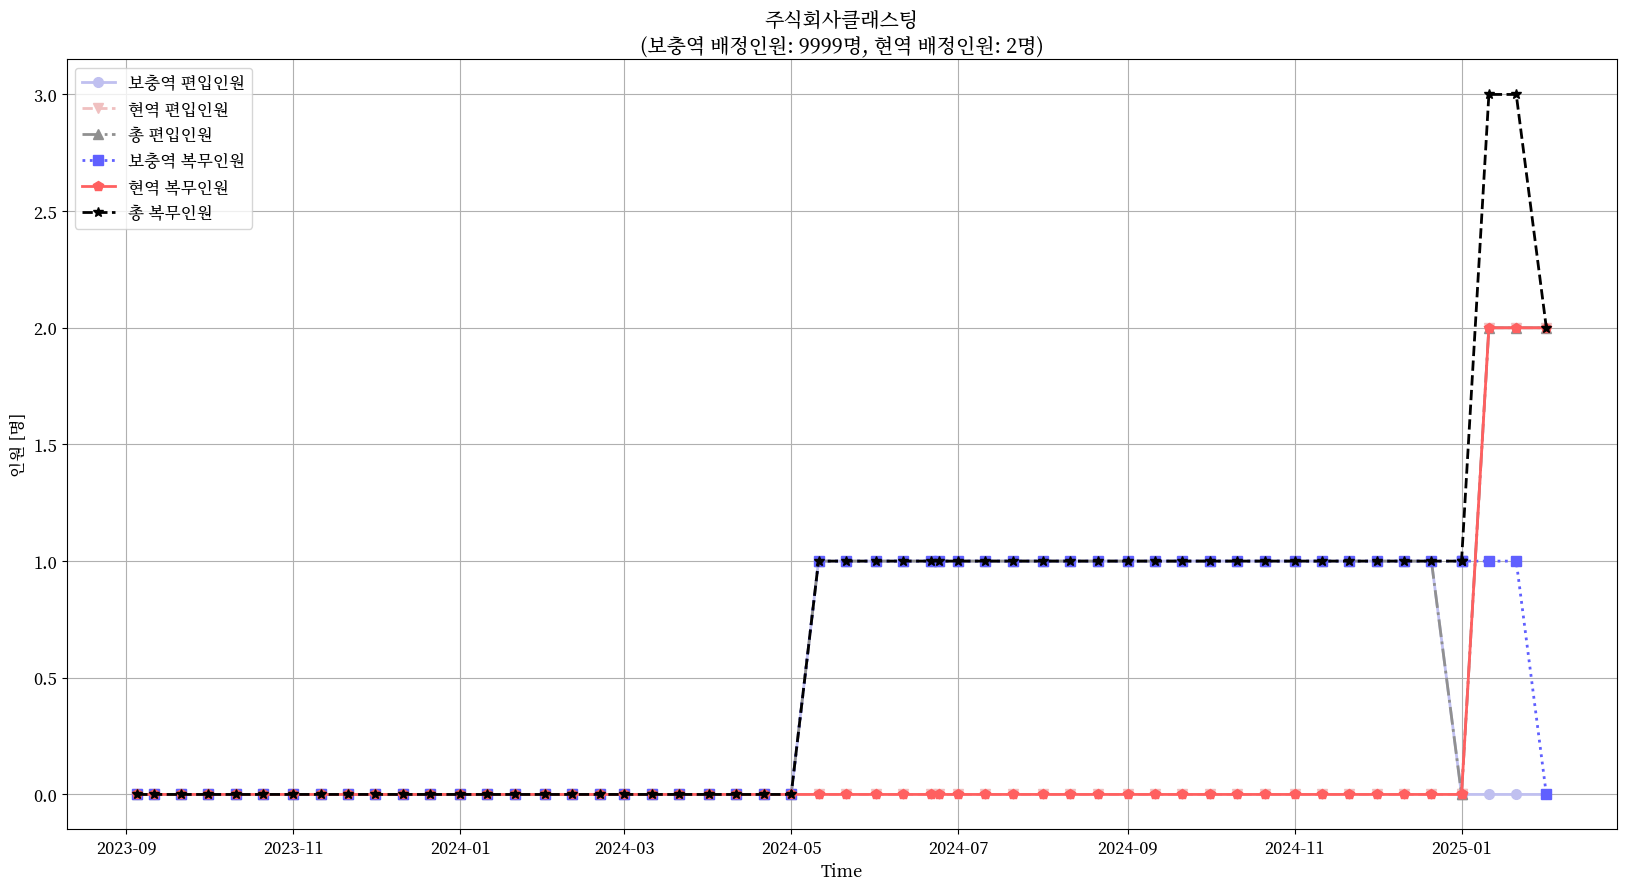 주식회사클래스팅
(보충역 배정인원: 9999명, 현역 배정인원: 2명)
보충역 편입인원
현역 편입인원
총 편입인원
보충역 복무인원
현역 복무인원
총 복무인원
3.0
2.5
2.0
1.5
1.0
0.5
0.0
인원 [명]
2023-09 2023-11 2024-01 2024-03 2024-05 2024-07 2024-09 2024-11 2025-01
Time